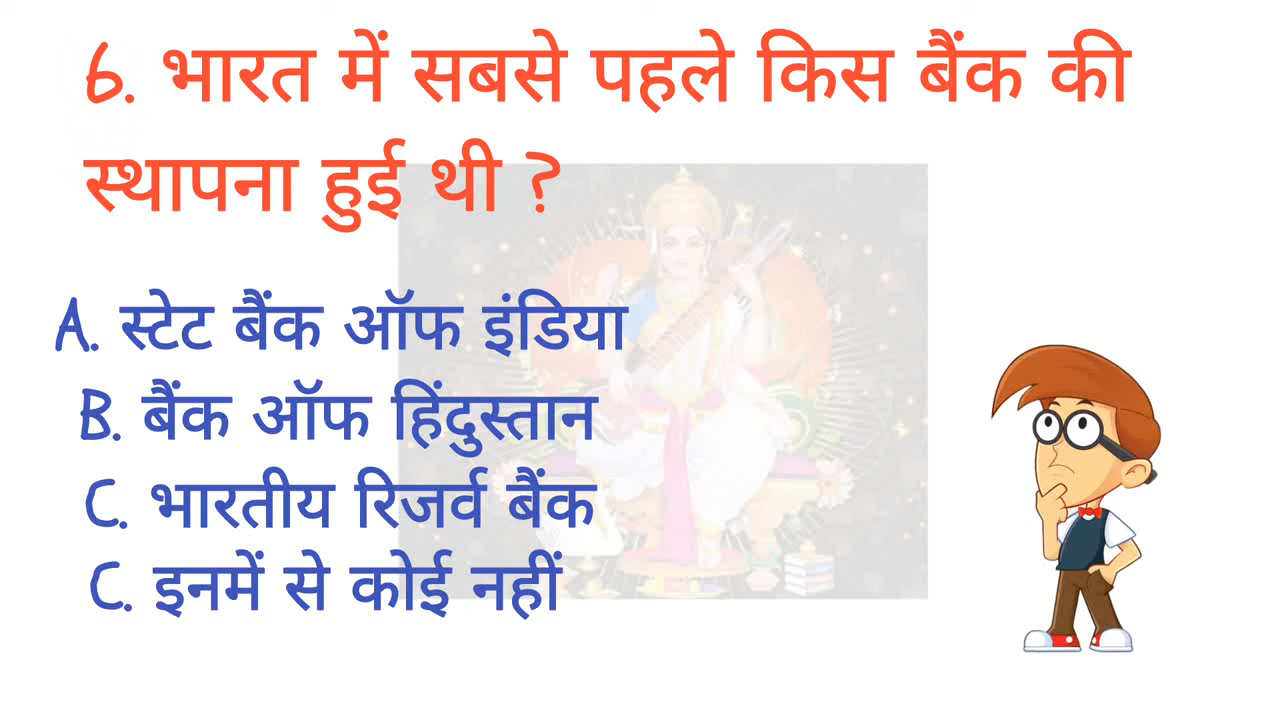 6. भारत में सबसे पहले किस बैंक की
स्थापना हुई थी ?
A. स्टेट बैंक ऑफ इंडिया
B. बैंक ऑफ हिंदुस्तान
C. भारतीय रिजर्व बैंक
C. इनमें से कोई नहीं